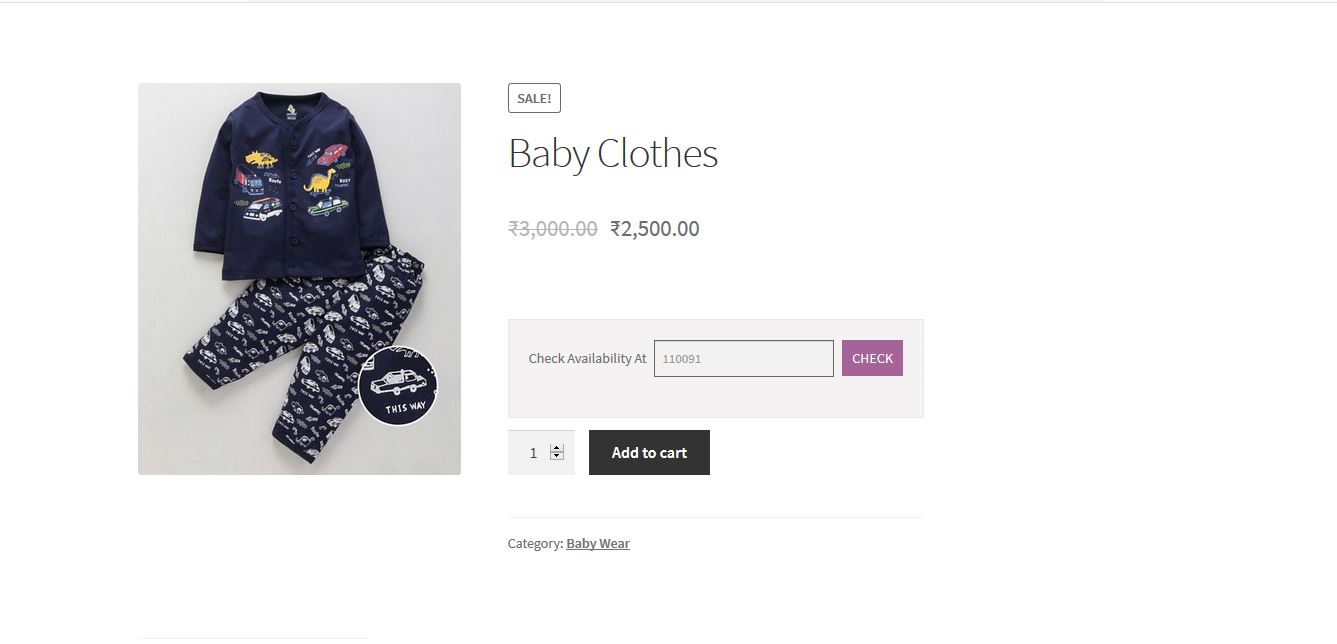 SALE!
Baby Clothes
₹3,000.00 ₹2,500.00
Check Availability At 110091 CHECK
1 Add to cart
Category: Baby Wear
THIS WAY